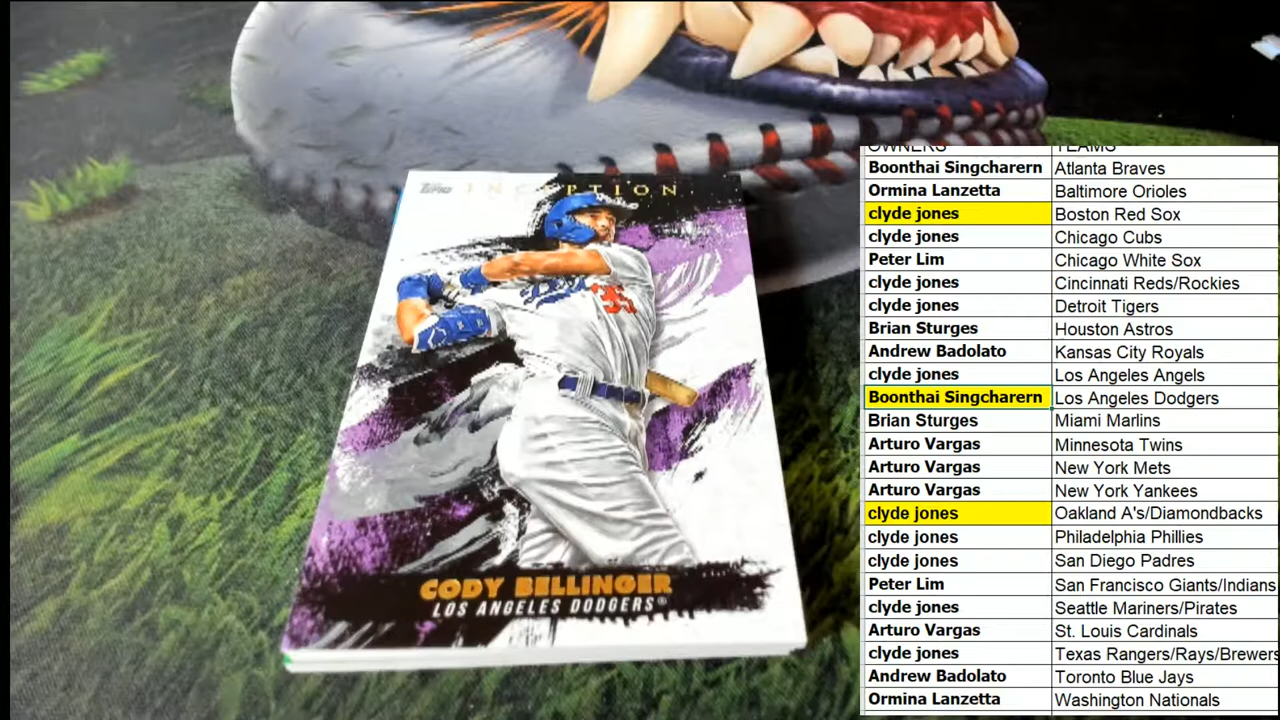 Topps INCEPTION
35
CODY BELLINGER
LOS ANGELES DODGERS®
OWNERS TEAMS
Boonthai Singcharern Atlanta Braves
Ormina Lanzetta Baltimore Orioles
clyde jones Boston Red Sox
clyde jones Chicago Cubs
Peter Lim Chicago White Sox
clyde jones Cincinnati Reds/Rockies
clyde jones Detroit Tigers
Brian Sturges Houston Astros
Andrew Badolato Kansas City Royals
clyde jones Los Angeles Angels
Boonthai Singcharern Los Angeles Dodgers
Brian Sturges Miami Marlins
Arturo Vargas Minnesota Twins
Arturo Vargas New York Mets
Arturo Vargas New York Yankees
clyde jones Oakland A's/Diamondbacks
clyde jones Philadelphia Phillies
clyde jones San Diego Padres
Peter Lim San Francisco Giants/Indians
clyde jones Seattle Mariners/Pirates
Arturo Vargas St. Louis Cardinals
clyde jones Texas Rangers/Rays/Brewers
Andrew Badolato Toronto Blue Jays
Ormina Lanzetta Washington Nationals